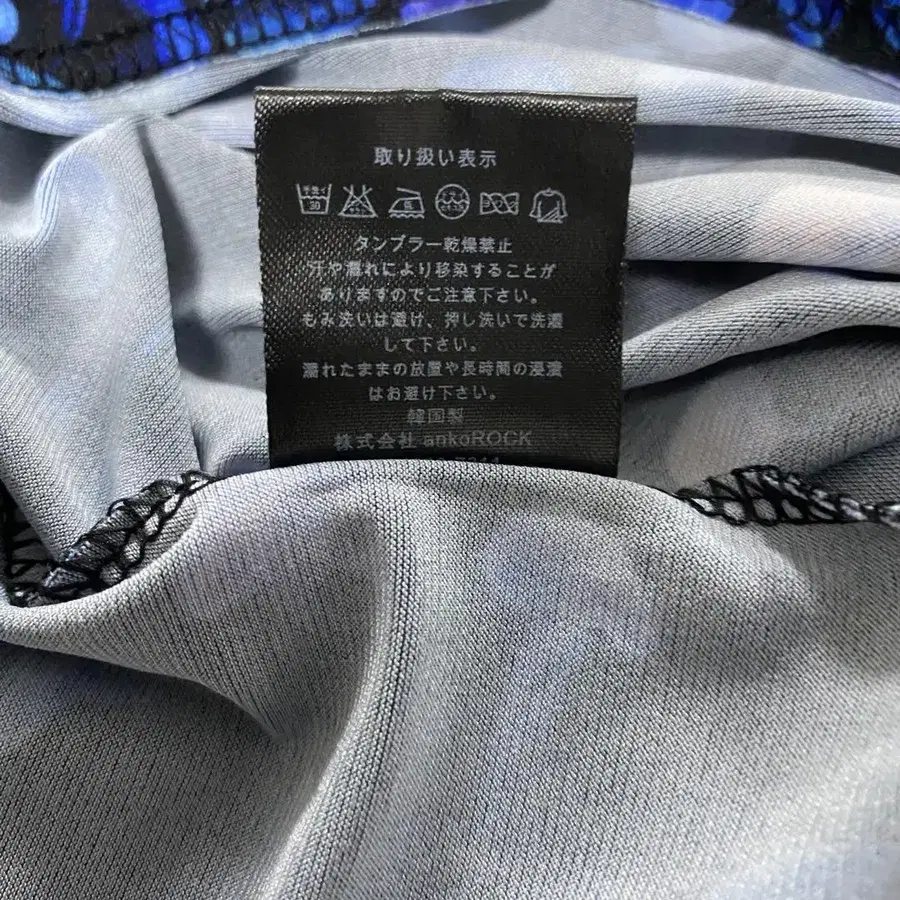 取り扱い表示
手洗イ 30
タンブラー乾燥禁止
汗や濡れにより移染することが
ありますのでご注意下さい。
もみ洗いは避け、押し洗いで洗濯
して下さい。
濡れたままの放置や長時間の浸漬
はお避け下さい。
韓国製
株式会社 ankoROCK